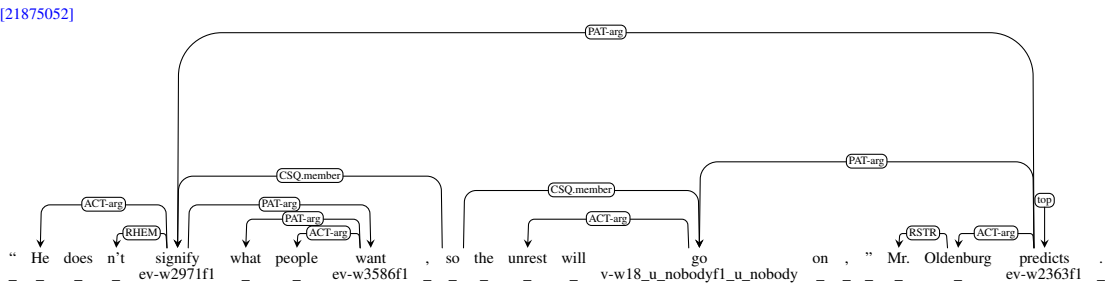 [21875052]
PAT-arg
PAT-arg
CSQ.member
CSQ.member
ACT-arg PAT-arg top
PAT-arg ACT-arg
RHEM ACT-arg RSTR ACT-arg
“ He does n't signify what people want , so the unrest will go on , ” Mr. Oldenburg predicts .
ev-w2971f1 ev-w3586f1 v-w18_u_nobodyf1_u_nobody ev-w2363f1
_ _ _ _ _ _ _ _ _ _ _ _ _ _ _ _ _